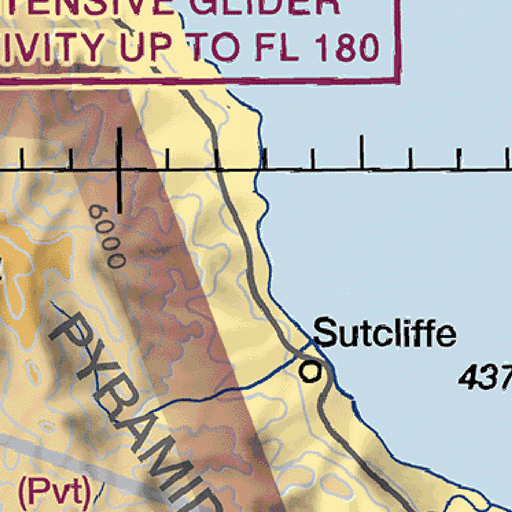 TENSIVE GLIDER
IVITY UP TO FL 180
6000
Sutcliffe
437
PYRAMID
(Pvt)